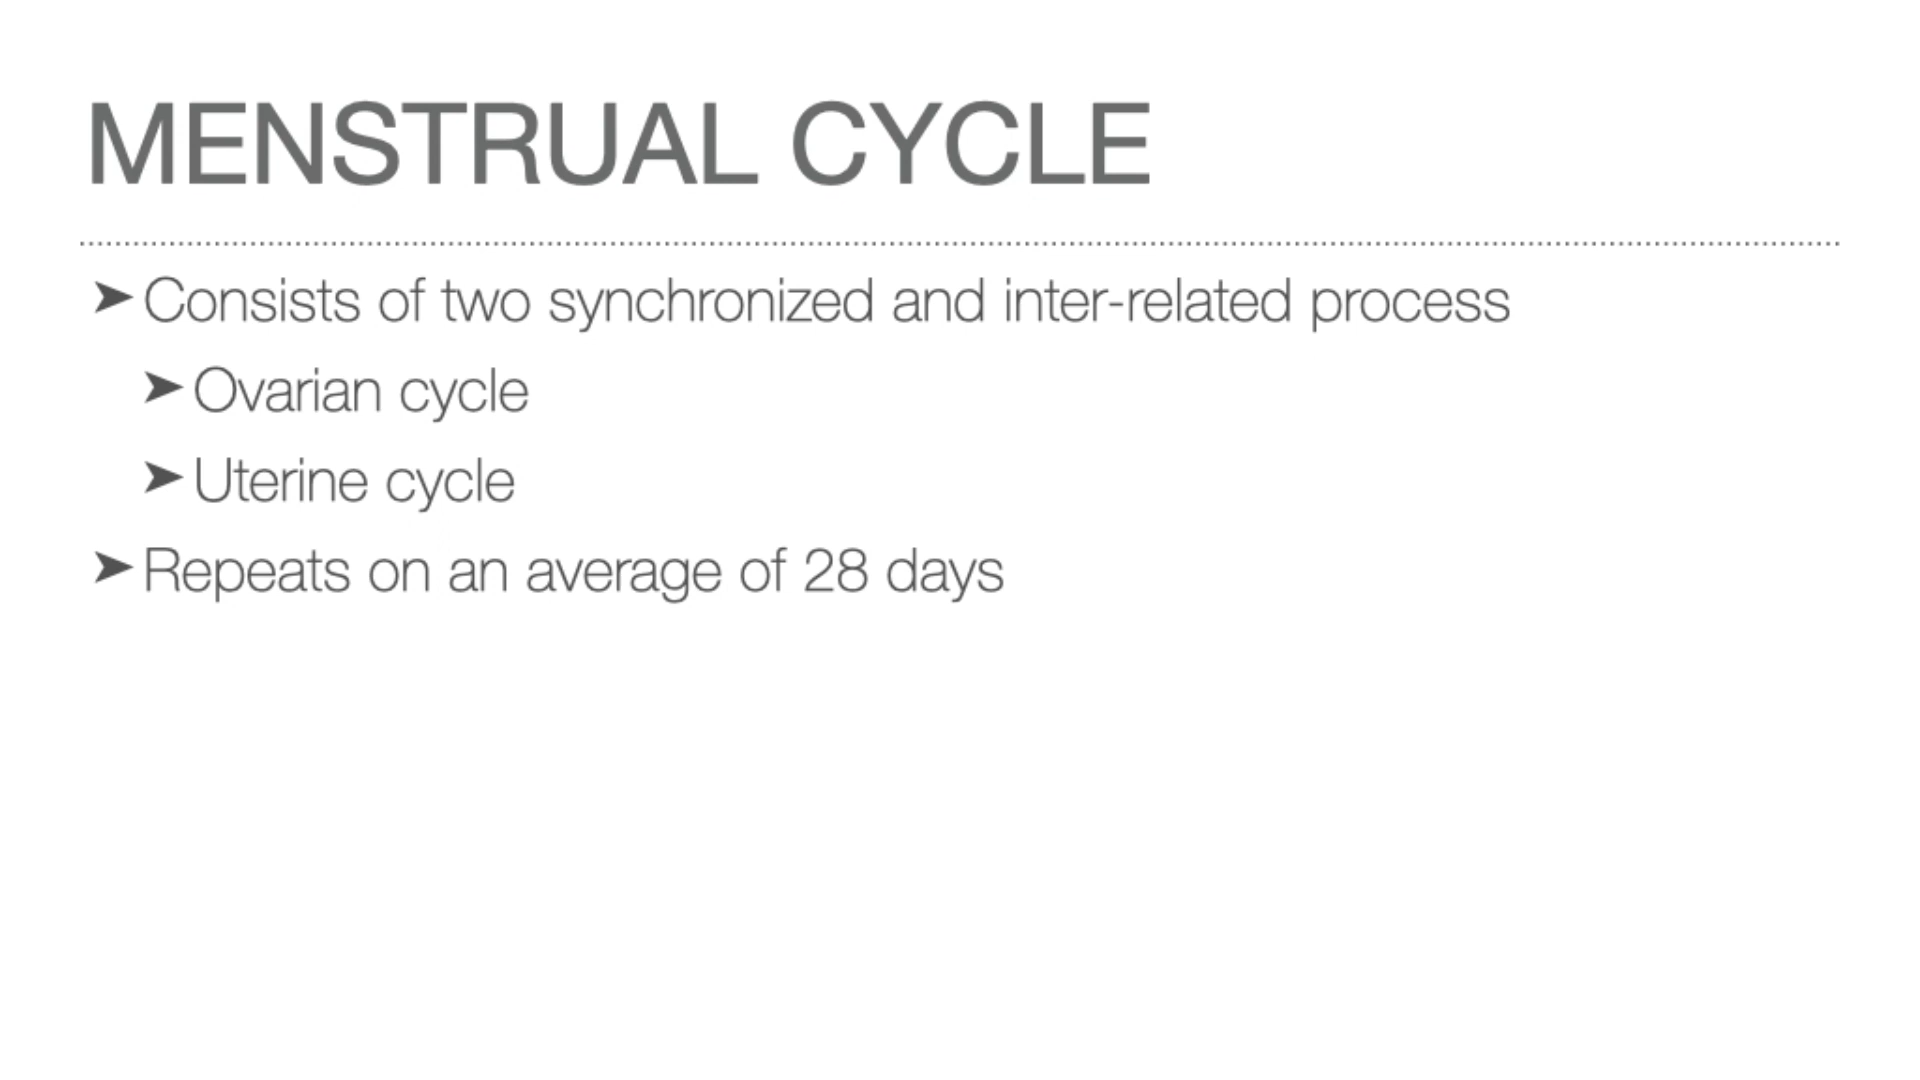 MENSTRUAL CYCLE
➤ Consists of two synchronized and inter-related process
➤ Ovarian cycle
➤ Uterine cycle
➤ Repeats on an average of 28 days